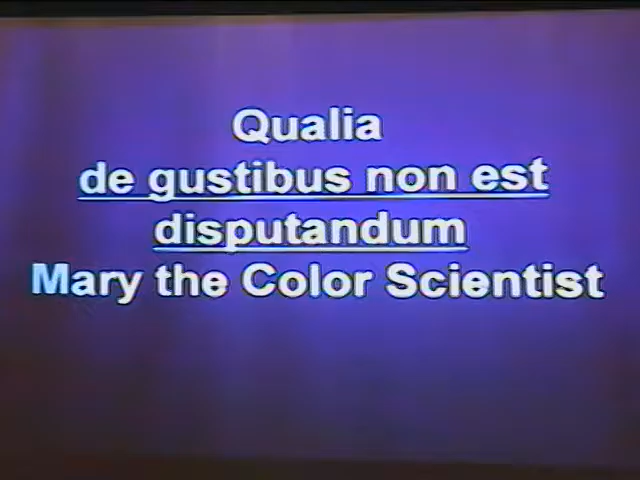 Qualia
de gustibus non est
disputandum
Mary the Color Scientist